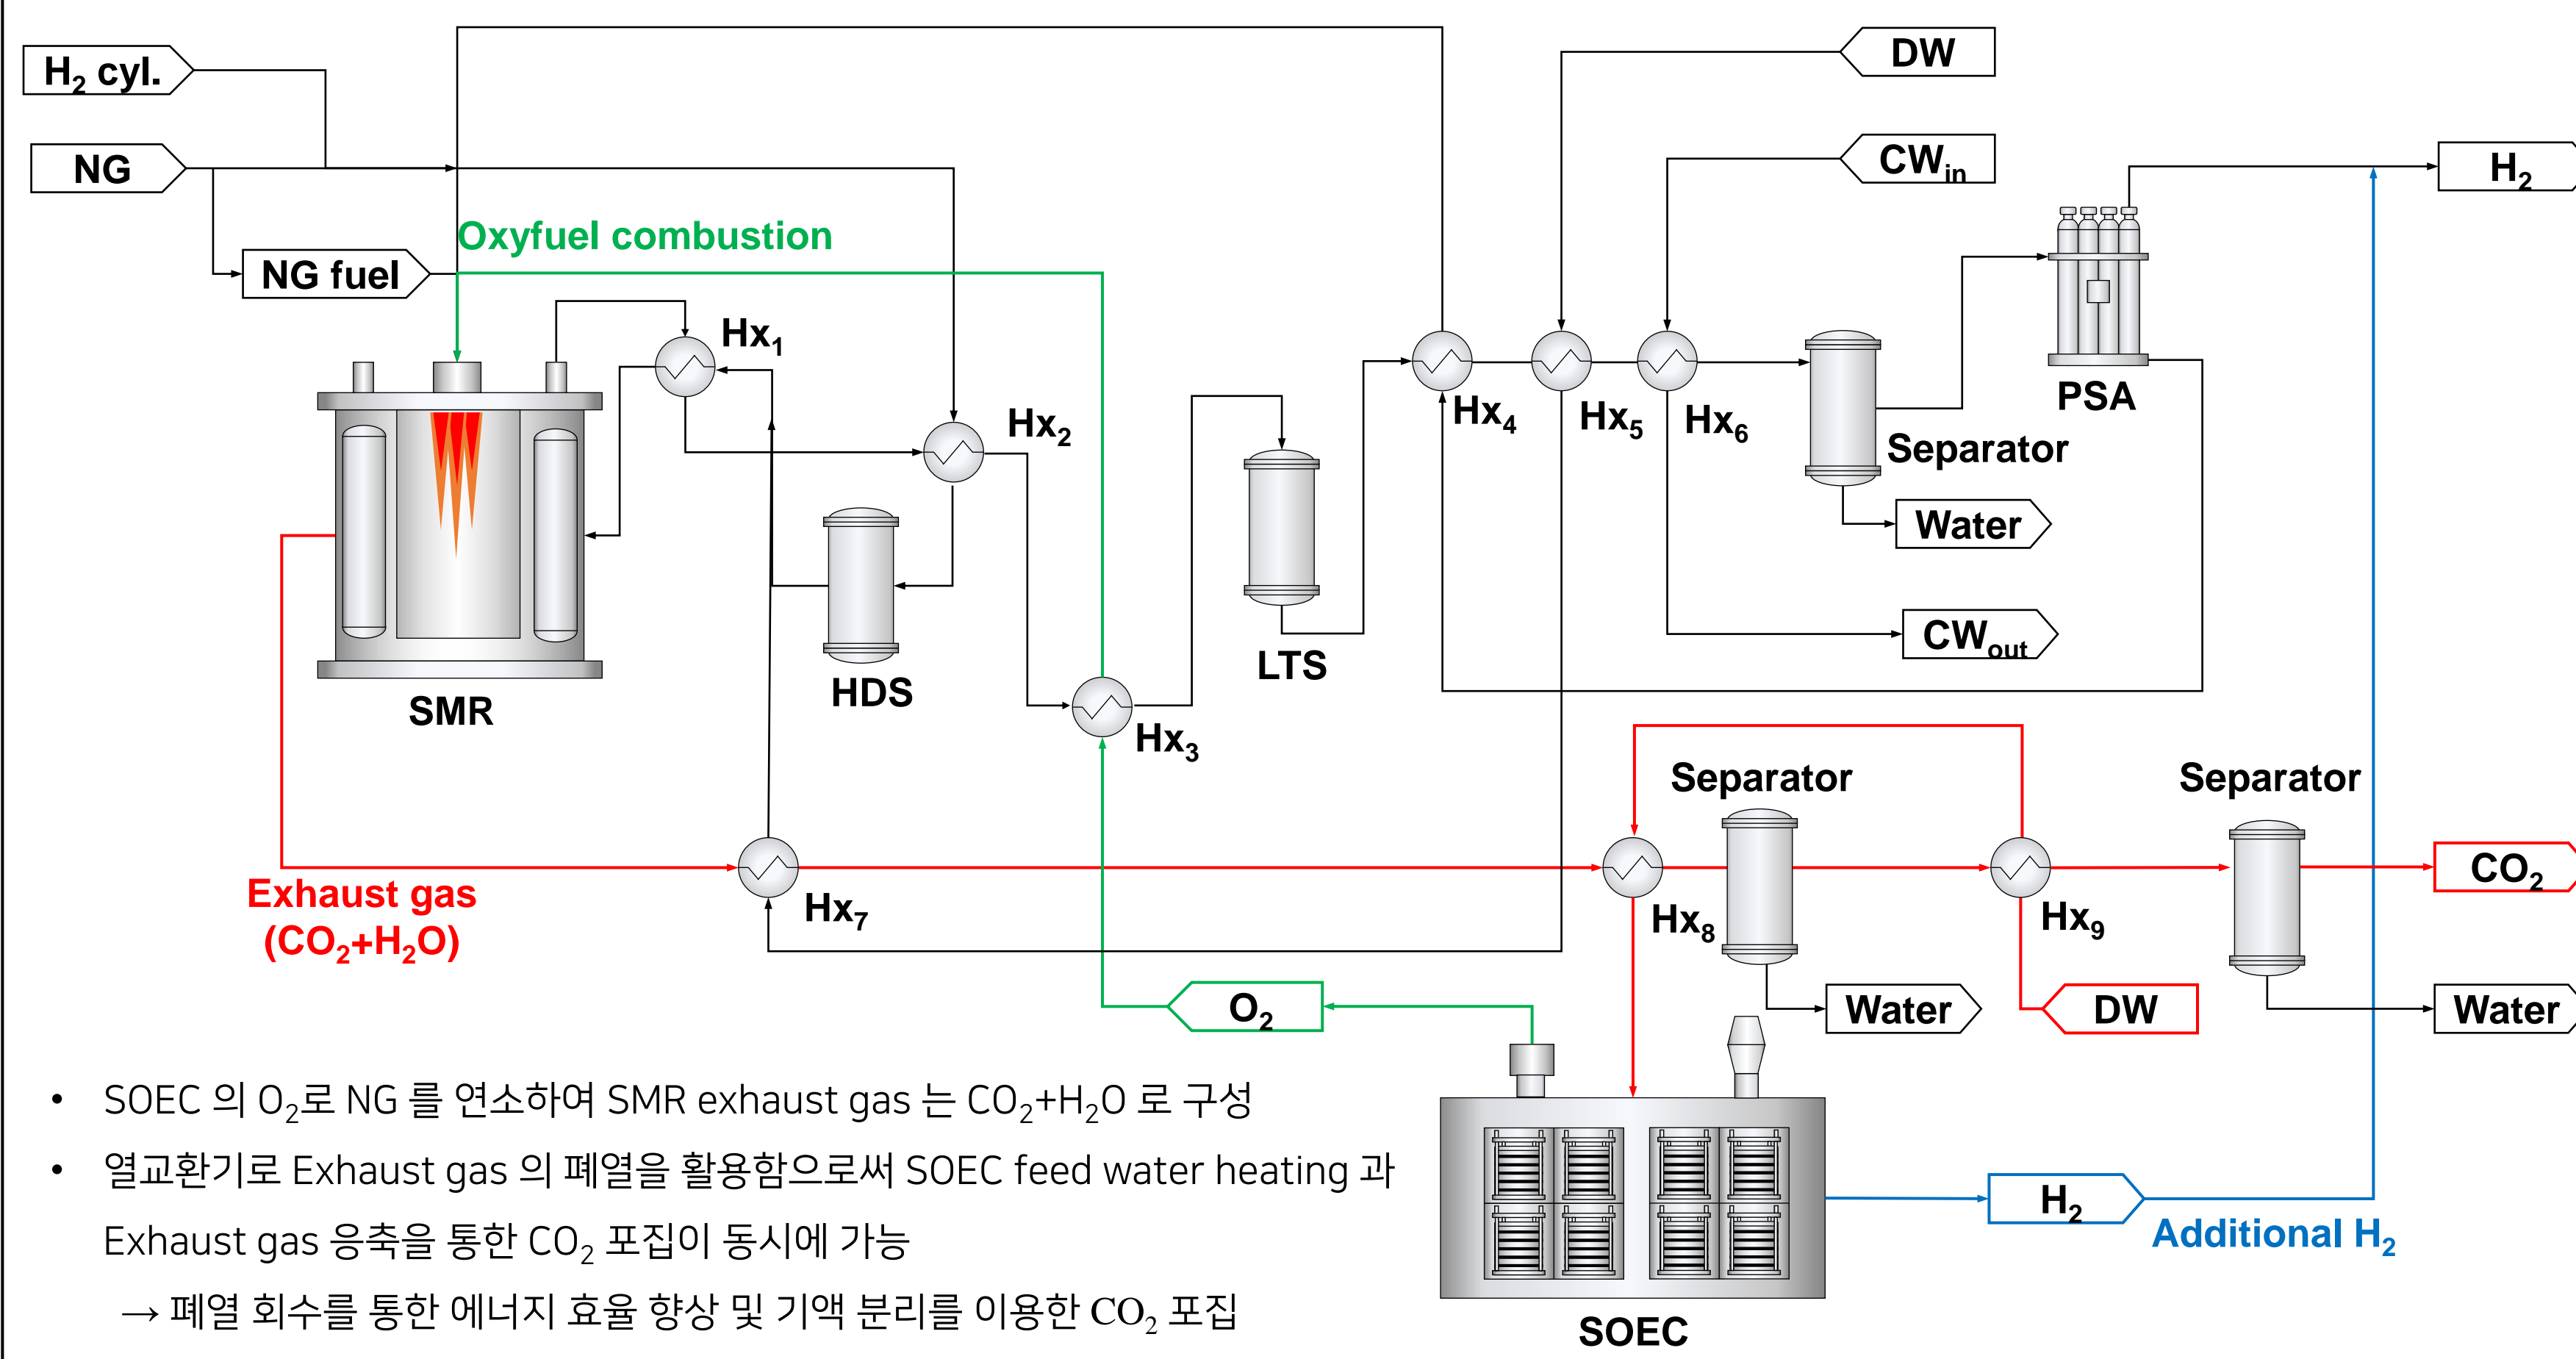 H₂ cyl.
DW
NG
CWin
H₂
Oxyfuel combustion
NG fuel
Hx₁
Hx₂
Hx₄
Hx₅
Hx₆
PSA
Separator
Water
CWout
LTS
HDS
SMR
Hx₃
Separator
Separator
Exhaust gas
(CO₂+H₂O)
Hx₇
Hx₈
Hx₉
CO₂
O₂
Water
DW
Water
• SOEC 의 O₂로 NG 를 연소하여 SMR exhaust gas 는 CO₂+H₂O 로 구성
• 열교환기로 Exhaust gas 의 폐열을 활용함으로써 SOEC feed water heating 과
Exhaust gas 응축을 통한 CO₂ 포집이 동시에 가능
→ 폐열 회수를 통한 에너지 효율 향상 및 기액 분리를 이용한 CO₂ 포집
H₂
Additional H₂
SOEC